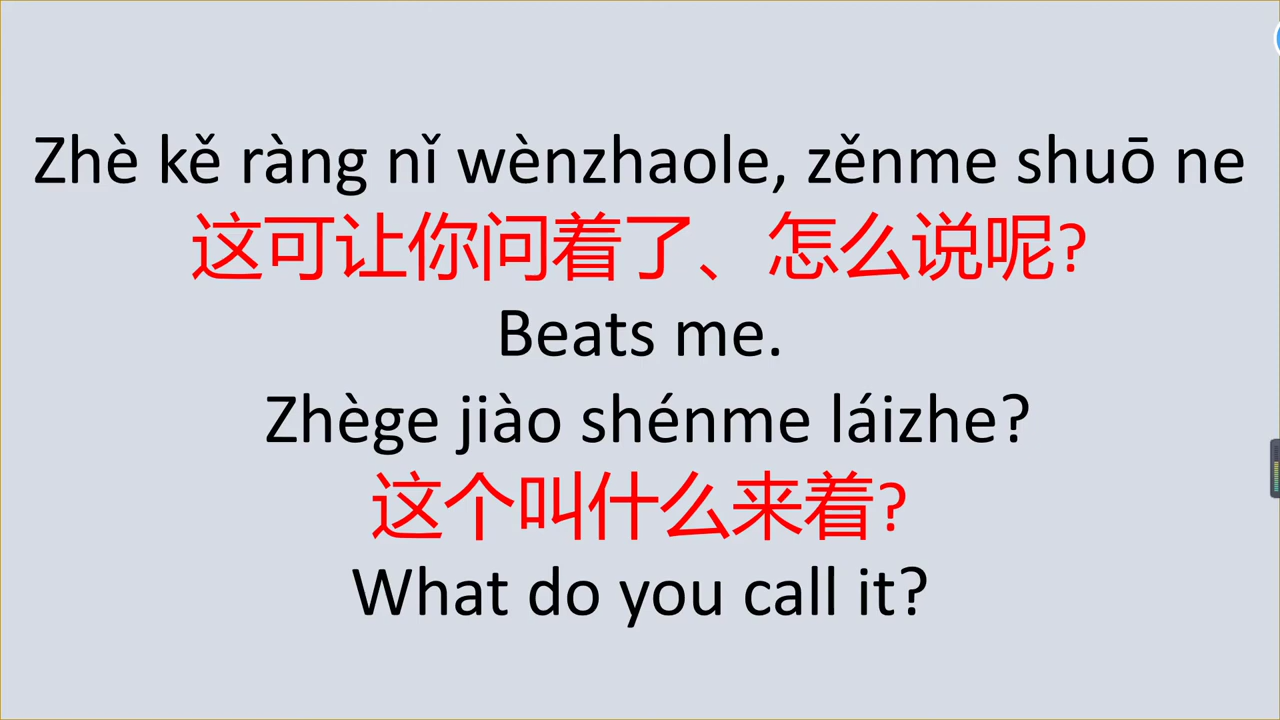 Zhè kě ràng nǐ wènzhaole, zěnme shuō ne
这可让你问着了、怎么说呢?
Beats me.
Zhège jiào shénme láizhe?
这个叫什么来着?
What do you call it?